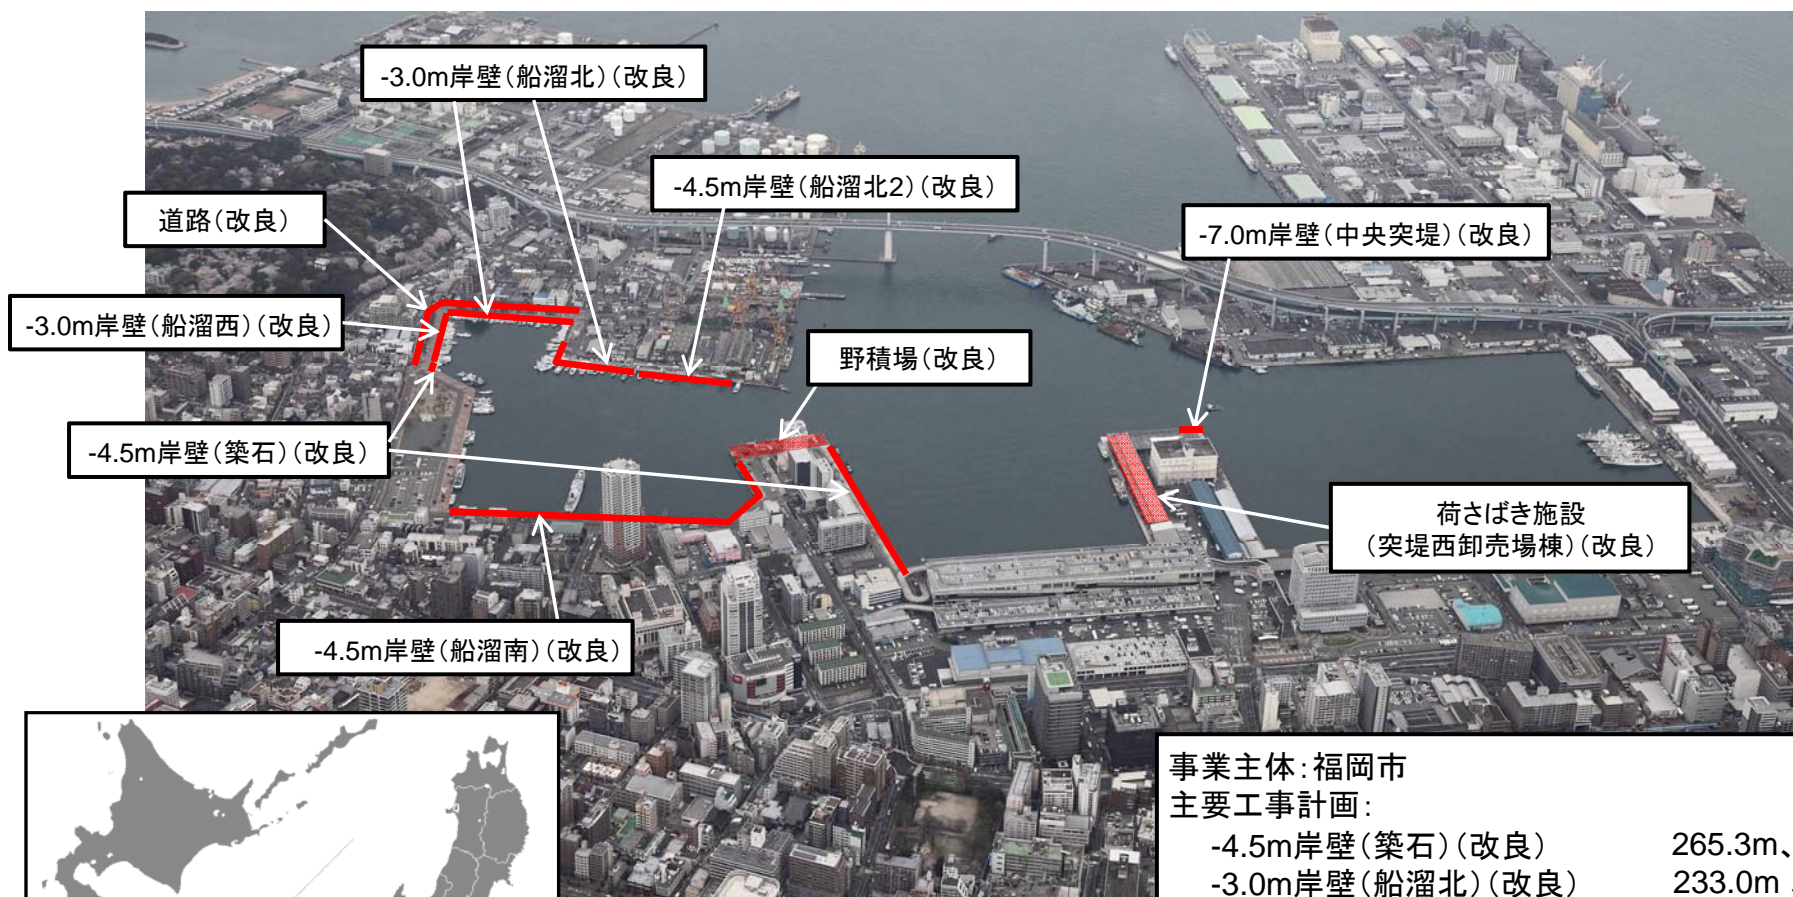 -3.0m岸壁(船溜北)(改良)
-4.5m岸壁(船溜北2)(改良)
道路(改良)
-7.0m岸壁(中央突堤)(改良)
-3.0m岸壁(船溜西)(改良)
野積場(改良)
-4.5m岸壁(築石)(改良)
荷さばき施設
(突堤西卸売場棟)(改良)
-4.5m岸壁(船溜南)(改良)
事業主体:福岡市
主要工事計画:
-4.5m岸壁(築石)(改良) 265.3m、
-3.0m岸壁(船溜北)(改良) 233.0m